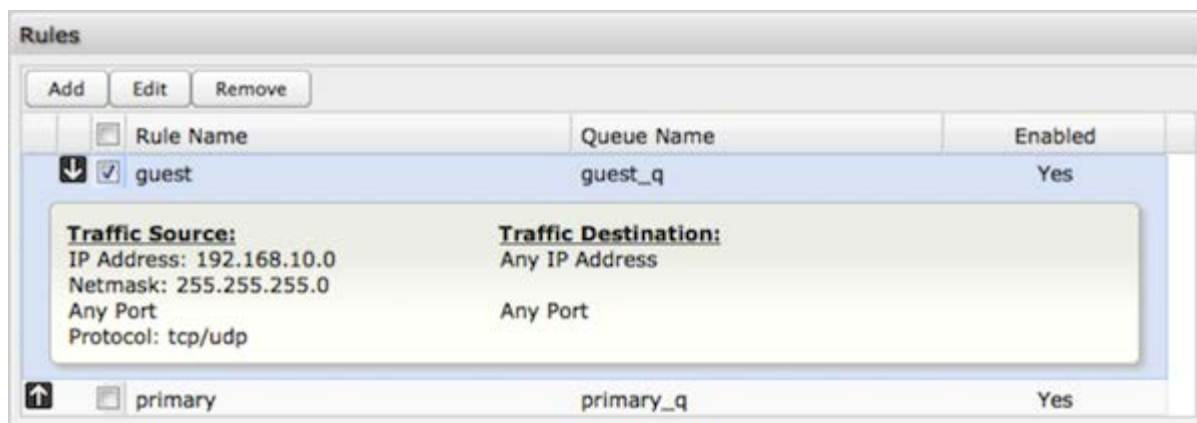 Rules
Add Edit Remove
Rule Name Queue Name Enabled
guest guest_q Yes
Traffic Source: Traffic Destination:
IP Address: 192.168.10.0 Any IP Address
Netmask: 255.255.255.0
Any Port Any Port
Protocol: tcp/udp
primary primary_q Yes